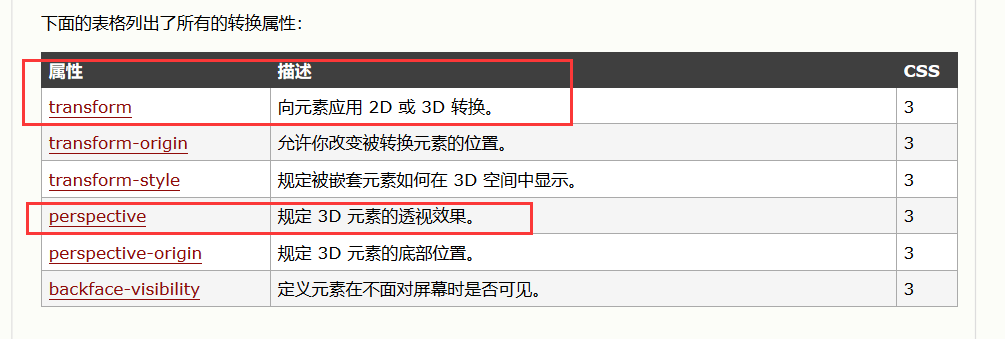 下面的表格列出了所有的转换属性：
属性 描述 CSS
transform 向元素应用 2D 或 3D 转换。 3
transform-origin 允许你改变被转换元素的位置。 3
transform-style 规定被嵌套元素如何在 3D 空间中显示。 3
perspective 规定 3D 元素的透视效果。 3
perspective-origin 规定 3D 元素的底部位置。 3
backface-visibility 定义元素在不面对屏幕时是否可见。 3